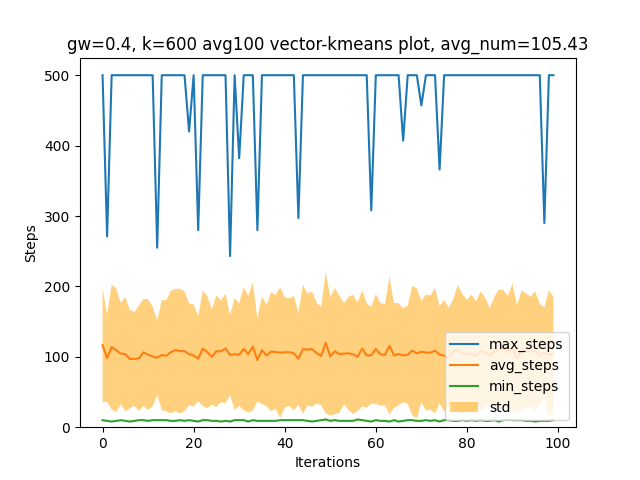 gw=0.4, k=600 avg100 vector-kmeans plot, avg_num=105.43
500
400
300
200
100
0
Steps
0 20 40 60 80 100
Iterations
max_steps
avg_steps
min_steps
std